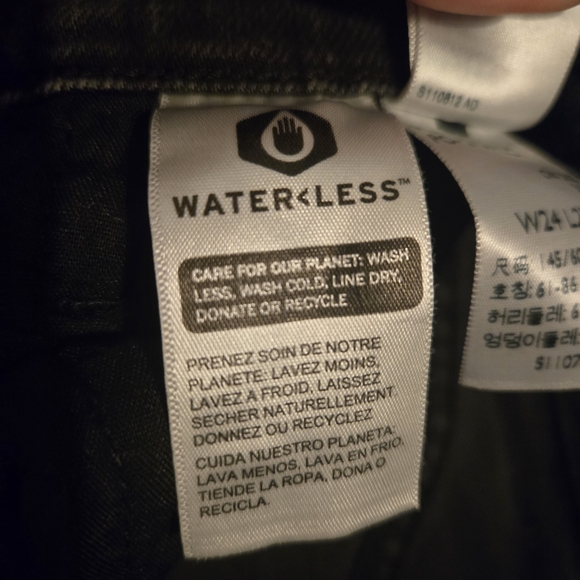 WATER<LESS™
CARE FOR OUR PLANET: WASH
LESS, WASH COLD, LINE DRY,
DONATE OR RECYCLE
PRENEZ SOIN DE NOTRE
PLANETE: LAVEZ MOINS,
LAVEZ A FROID, LAISSEZ
SECHER NATURELLEMENT
DONNEZ OU RECYCLEZ
CUIDA NUESTRO PLANETA:
LAVA MENOS, LAVA EN FRIO,
TIENDE LA ROPA, DONA O
RECICLA.
W24
尺码 145/
호칭: 61-86
허리둘레:
엉덩이둘레: